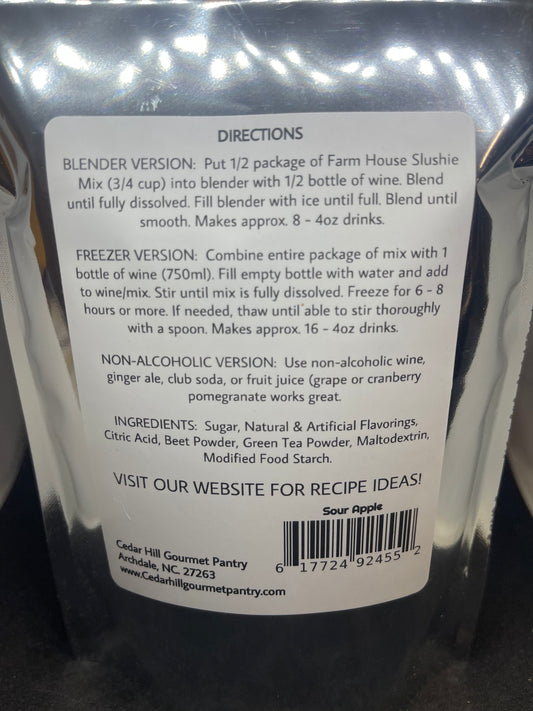 DIRECTIONS
BLENDER VERSION: Put 1/2 package of Farm House Slushie
Mix (3/4 cup) into blender with 1/2 bottle of wine. Blend
until fully dissolved. Fill blender with ice until full. Blend until
smooth. Makes approx. 8 - 4oz drinks.
FREEZER VERSION: Combine entire package of mix with 1
bottle of wine (750ml). Fill empty bottle with water and add
to wine/mix. Stir until mix is fully dissolved. Freeze for 6 - 8
hours or more. If needed, thaw until able to stir thoroughly
with a spoon. Makes approx. 16 - 4oz drinks.
NON-ALCOHOLIC VERSION: Use non-alcoholic wine,
ginger ale, club soda, or fruit juice (grape or cranberry
pomegranate works great.
INGREDIENTS: Sugar, Natural & Artificial Flavorings,
Citric Acid, Beet Powder, Green Tea Powder, Maltodextrin,
Modified Food Starch.
VISIT OUR WEBSITE FOR RECIPE IDEAS!
Sour Apple
Cedar Hill Gourmet Pantry
Archdale, NC. 27263
www.Cedarhillgourmetpantry.com
6 17724 92455 2